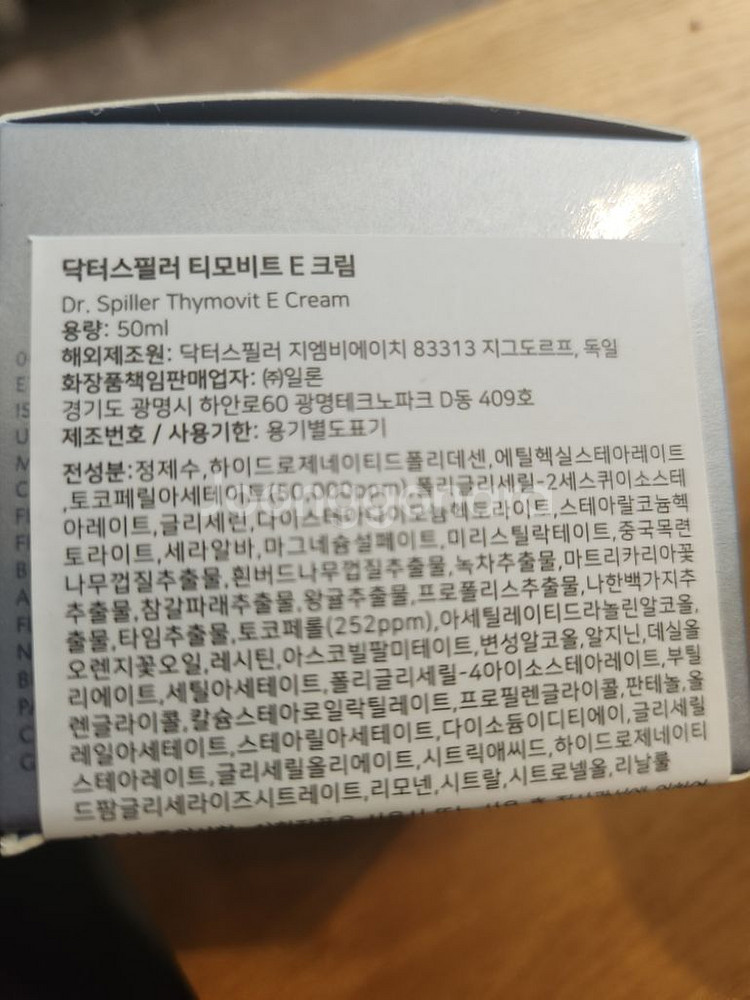 닥터스필러 티모비트 E 크림
Dr. Spiller Thymovit E Cream
용량: 50ml
해외제조원: 닥터스필러 지엠비에이치 83313 지그도르프, 독일
화장품책임판매업자: ㈜일론
경기도 광명시 하안로60 광명테크노파크 D동 409호
제조번호 / 사용기한: 용기별도표기
전성분:정제수,하이드로제네이티드폴리데센,에틸헥실스테아레이트
,토코페릴아세테이트(50,000ppm),폴리글리세릴-2세스퀴이소스테
아레이트,글리세린,다이스테아다이모늄헥토라이트,스테아랄코늄헥
토라이트,세라알바,마그네슘설페이트,미리스틸락테이트,중국목련
나무껍질추출물,흰버드나무껍질추출물,녹차추출물,마트리카리아꽃
추출물,참갈파래추출물,왕귤추출물,프로폴리스추출물,나한백가지추
출물,타임추출물,토코페롤(252ppm),아세틸레이티드라놀린알코올,
오렌지꽃오일,레시틴,아스코빌팔미테이트,변성알코올,알지닌,데실올
리에이트,세틸아세테이트,폴리글리세릴-4아이소스테아레이트,부틸
렌글라이콜,칼슘스테아로일락틸레이트,프로필렌글라이콜,판테놀,올
레일아세테이트,스테아릴아세테이트,다이소듐이디티에이,글리세릴
스테아레이트,글리세릴올리에이트,시트릭애씨드,하이드로제네이티
드팜글리세라이즈시트레이트,리모넨,시트랄,시트로넬올,리날룰